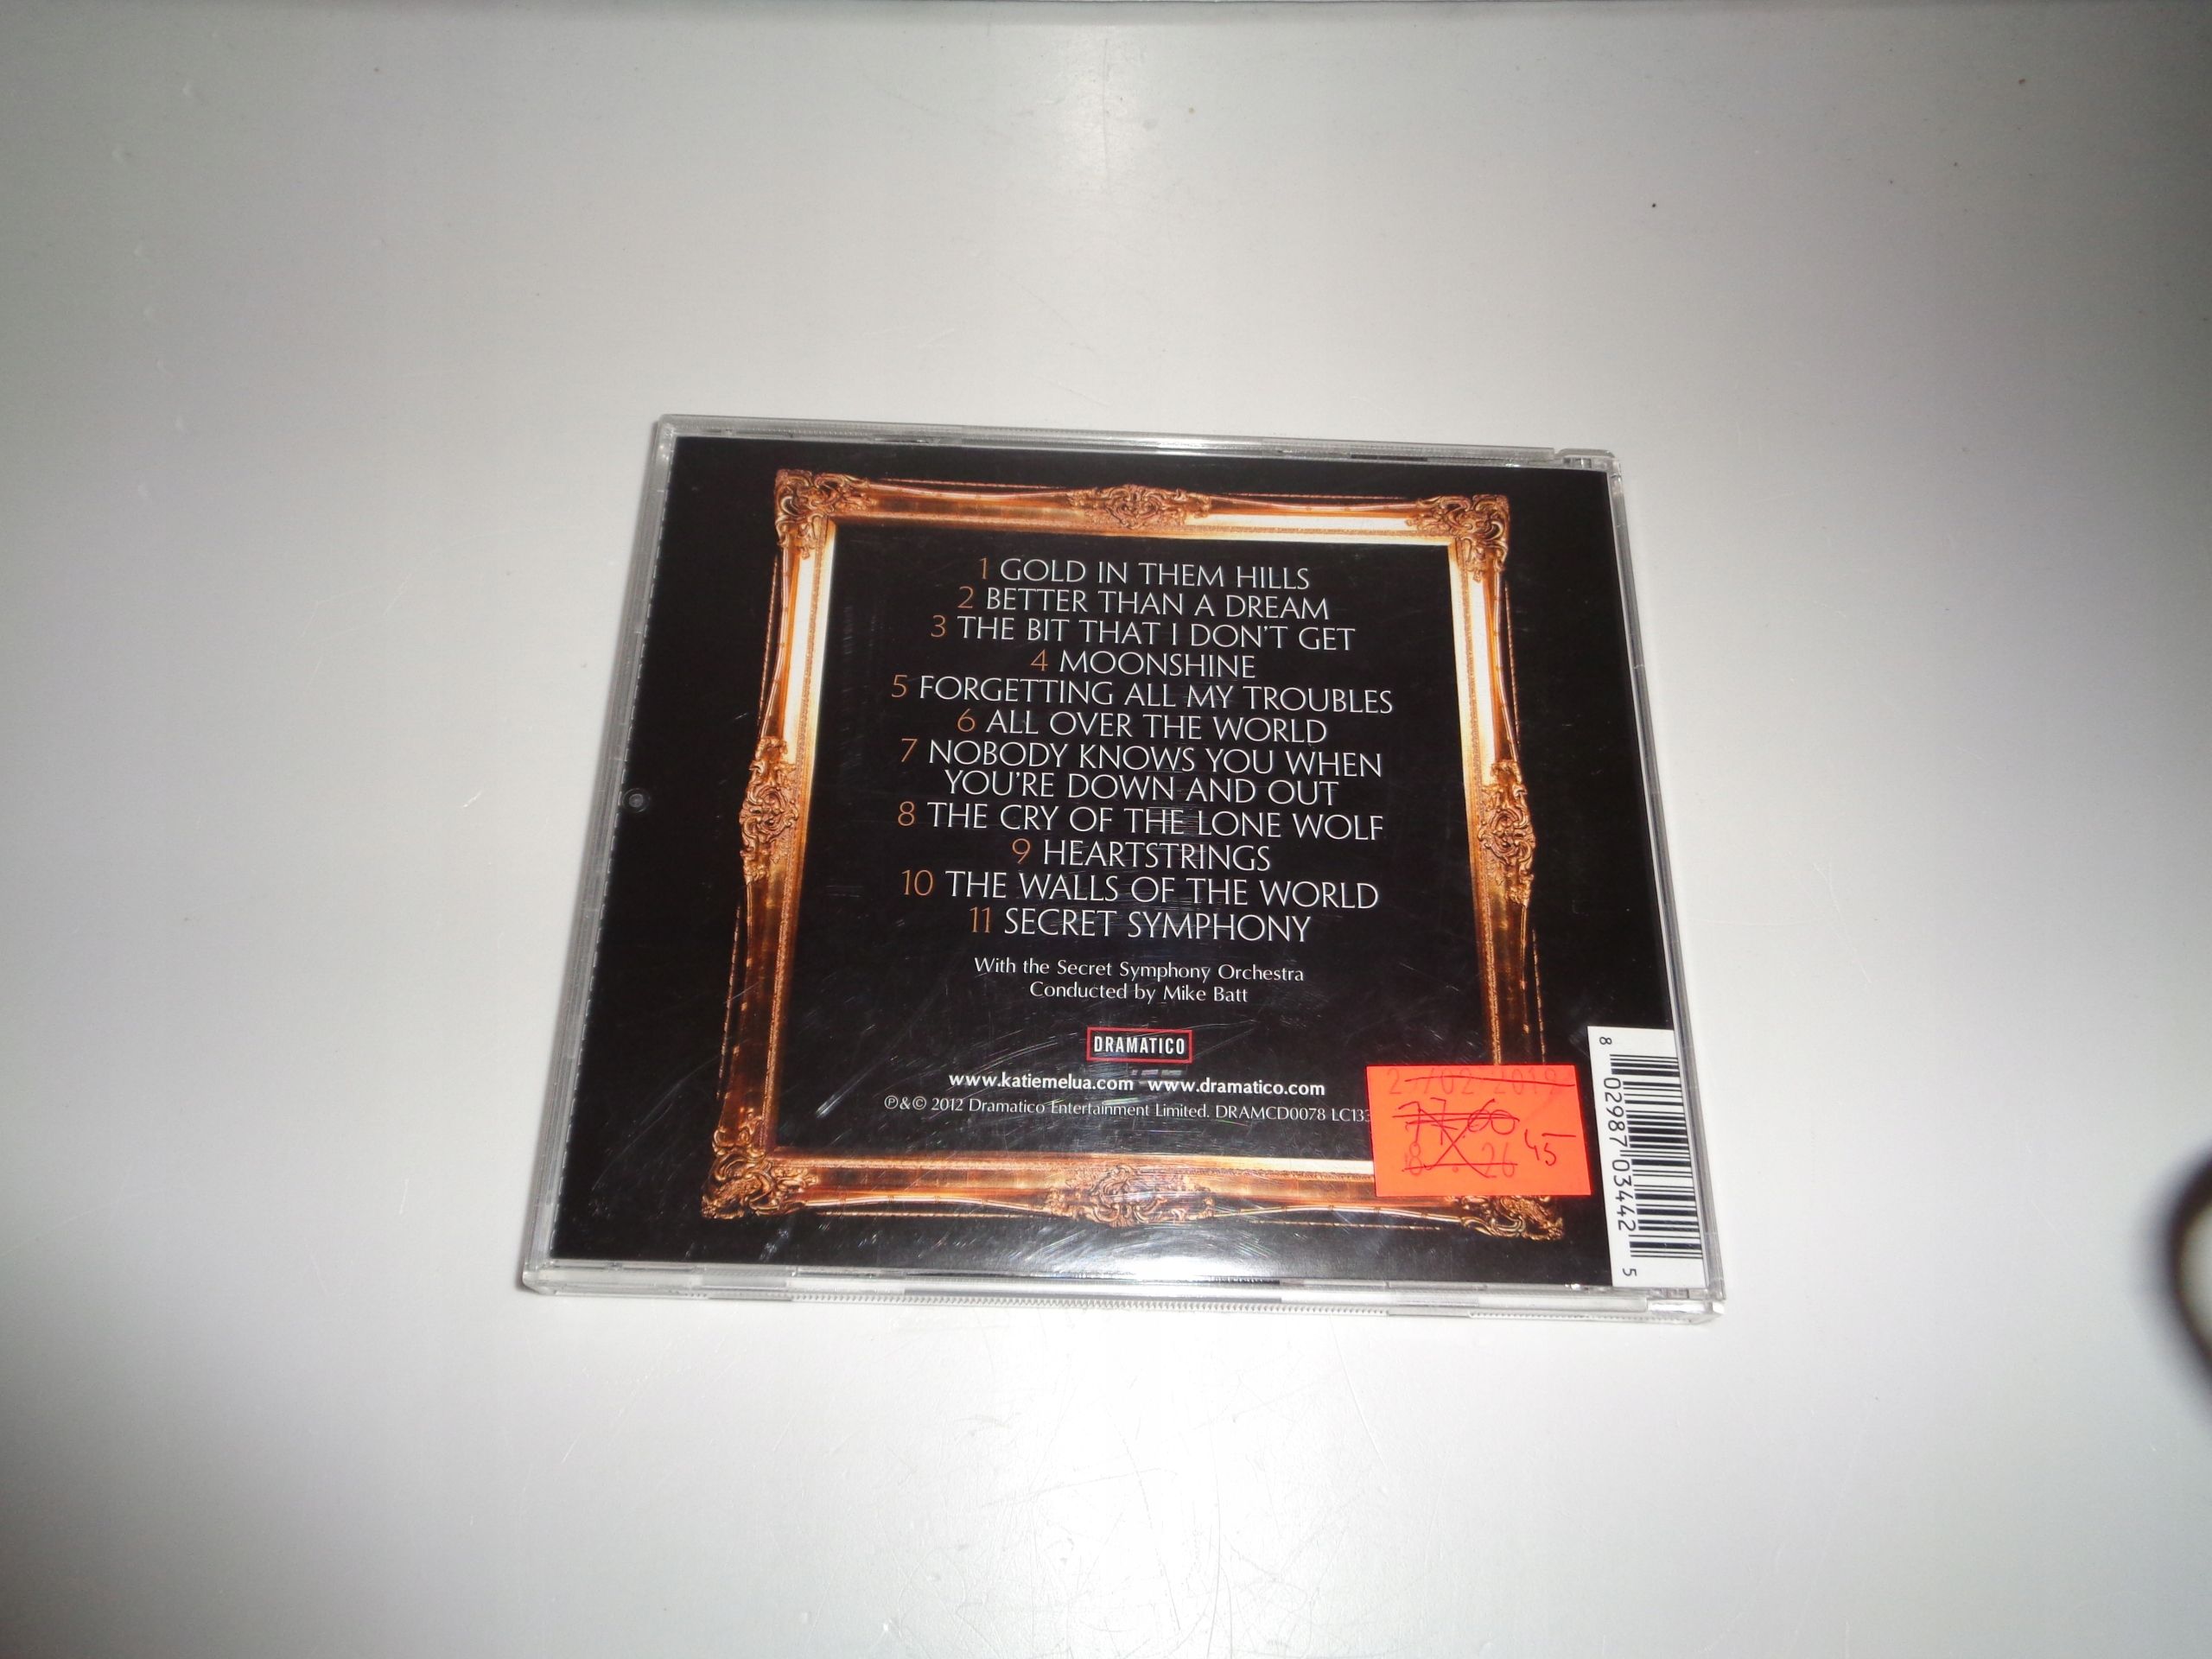 1 GOLD IN THEM HILLS
2 BETTER THAN A DREAM
3 THE BIT THAT I DON'T GET
4 MOONSHINE
5 FORGETTING ALL MY TROUBLES
6 ALL OVER THE WORLD
7 NOBODY KNOWS YOU WHEN
YOU'RE DOWN AND OUT
8 THE CRY OF THE LONE WOLF
9 HEARTSTRINGS
10 THE WALLS OF THE WORLD
11 SECRET SYMPHONY
With the Secret Symphony Orchestra
Conducted by Mike Batt
DRAMATICO
www.katiemelua.com www.dramatico.com
℗&© 2012 Dramatico Entertainment Limited. DRAMCD0078
45
8 02987 03442 5